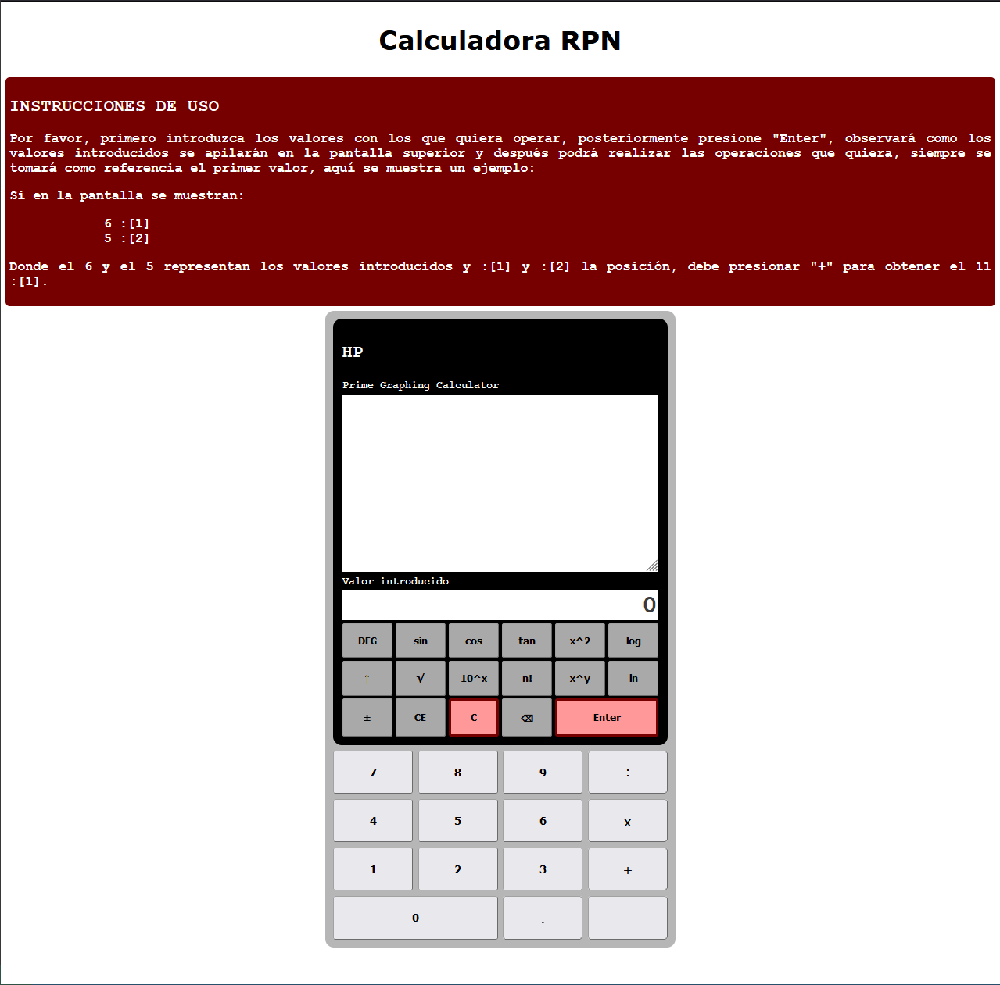 Calculadora RPN
INSTRUCCIONES DE USO
Por favor, primero introduzca los valores con los que quiera operar, posteriormente presione "Enter", observará como los
valores introducidos se apilarán en la pantalla superior y después podrá realizar las operaciones que quiera, siempre se
tomará como referencia el primer valor, aquí se muestra un ejemplo:
Si en la pantalla se muestran:
6 :[1]
5 :[2]
Donde el 6 y el 5 representan los valores introducidos y :[1] y :[2] la posición, debe presionar "+" para obtener el 11
:[1].
HP
Prime Graphing Calculator
Valor introducido
0
DEG sin cos tan x^2 log
↑ √ 10^x n! x^y ln
± CE C ⌫ Enter
7 8 9 ÷
4 5 6 x
1 2 3 +
0 . -